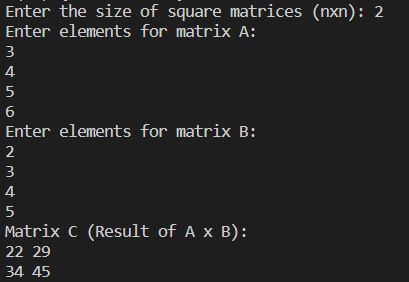 Enter the size of square matrices (nxn): 2
Enter elements for matrix A:
3
4
5
6
Enter elements for matrix B:
2
3
4
5
Matrix C (Result of A x B):
22 29
34 45